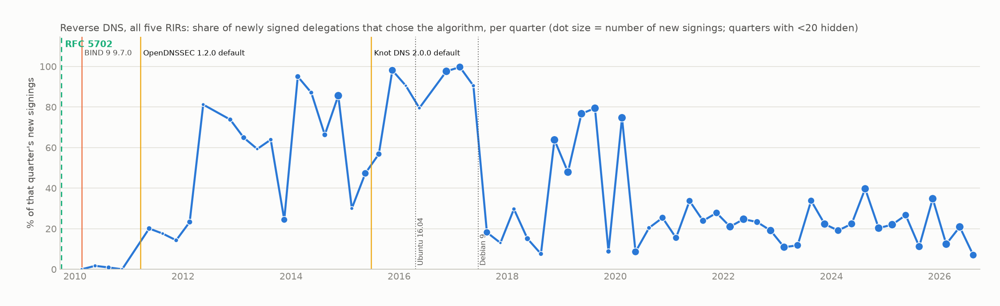 Reverse DNS, all five RIRs: share of newly signed delegations that chose the algorithm, per quarter (dot size = number of new signings; quarters with <20 hidden)
RFC 5702
BIND 9 9.7.0
OpenDNSSEC 1.2.0 default
Knot DNS 2.0.0 default
% of that quarter's new signings
100
80
60
40
20
0
Ubuntu 16.04
Debian 9
2010
2012
2014
2016
2018
2020
2022
2024
2026